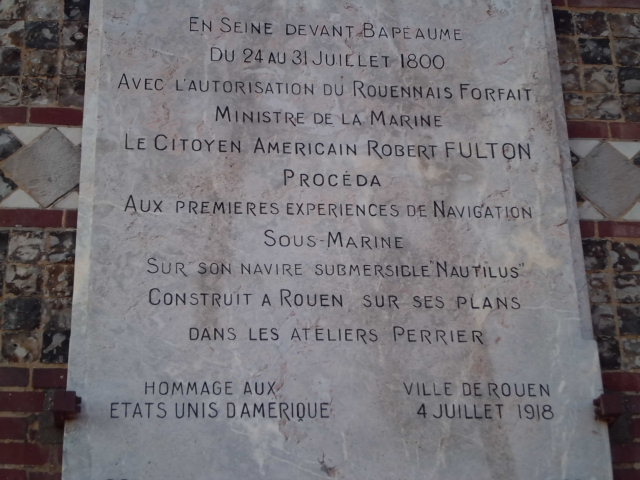 EN SEINE DEVANT BAPEAUME
DU 24 AU 31 JUILLET 1800
AVEC L'AUTORISATION DU ROUENNAIS FORFAIT
MINISTRE DE LA MARINE
LE CITOYEN AMERICAIN ROBERT FULTON
PROCÉDA
AUX PREMIERES EXPERIENCES DE NAVIGATION
SOUS-MARINE
SUR SON NAVIRE SUBMERSIBLE "NAUTILUS"
CONSTRUIT A ROUEN SUR SES PLANS
DANS LES ATELIERS PERRIER
HOMMAGE AUX
ETATS UNIS D'AMERIQUE
VILLE DE ROUEN
4 JUILLET 1918